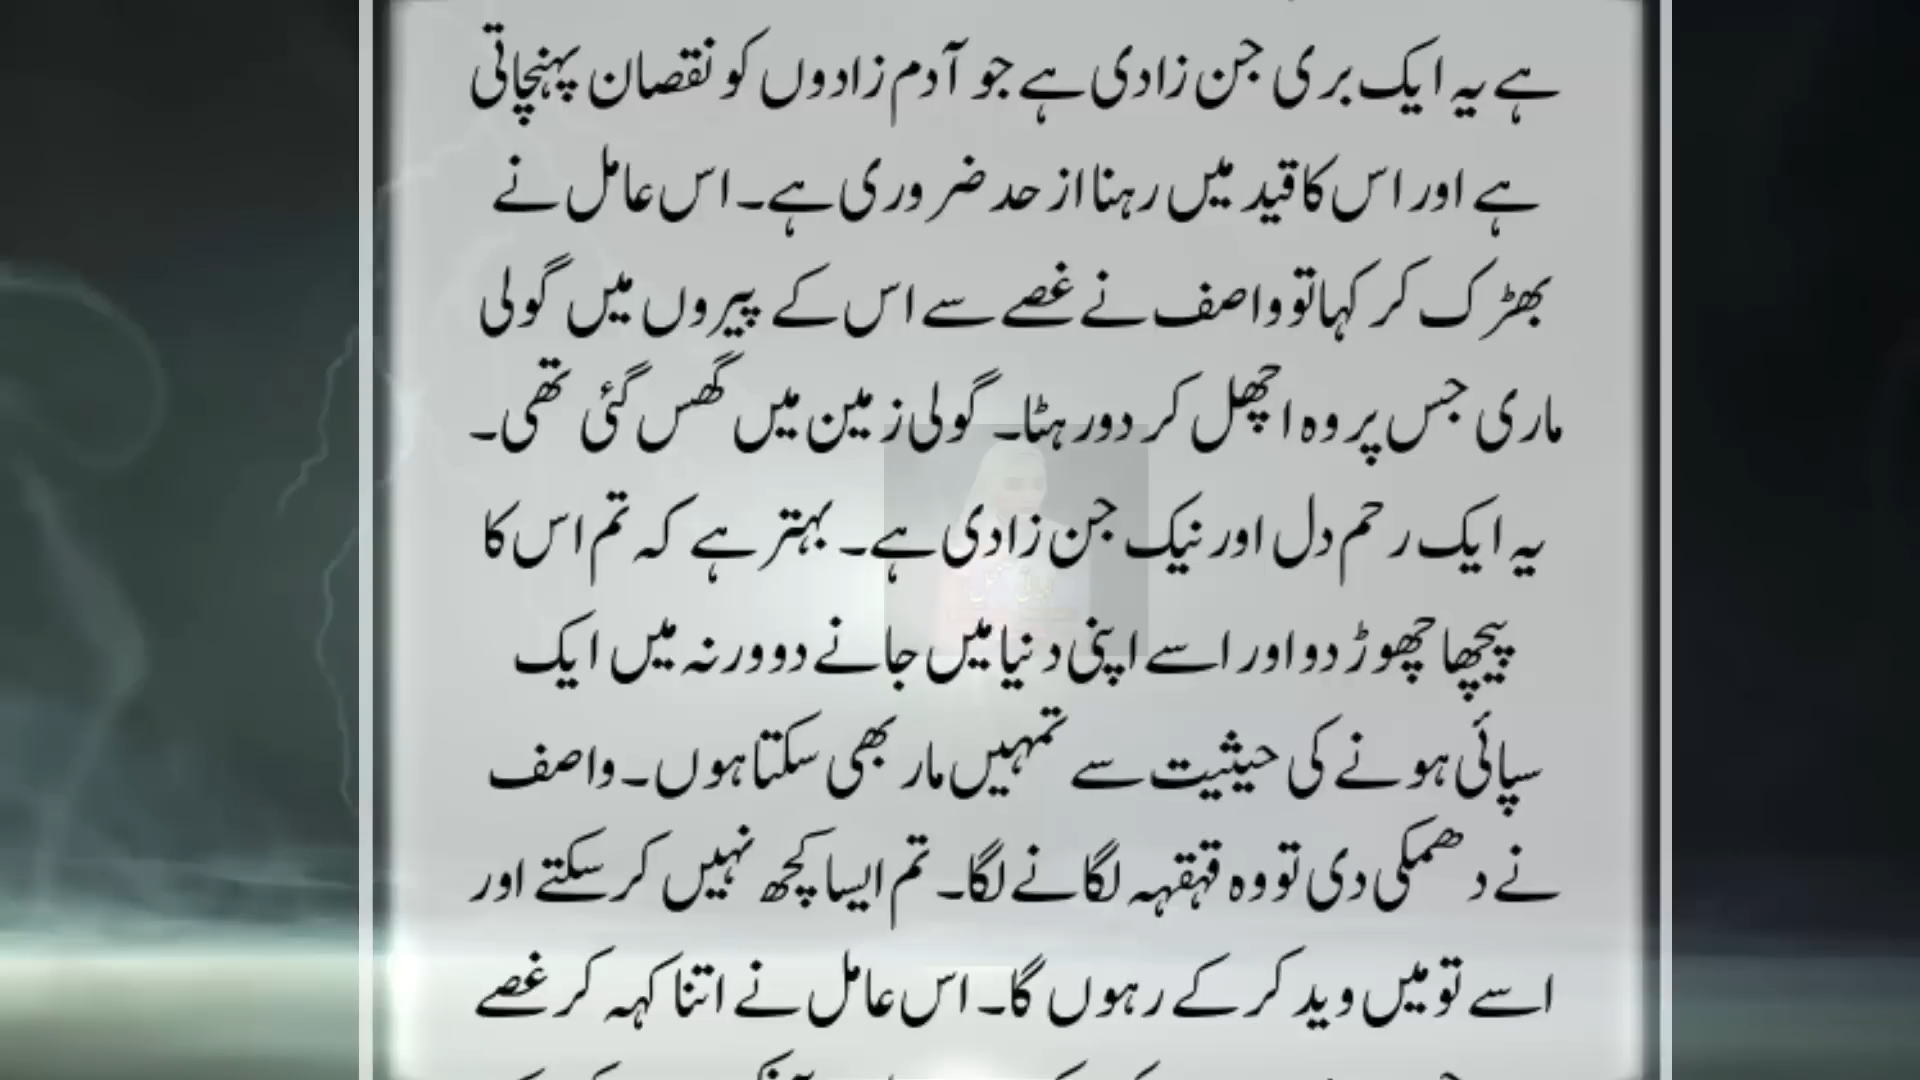 ہے یہ ایک بری جن زادی ہے جو آدم زادوں کو نقصان پہنچاتی
ہے اور اس کا قید میں رہنا از حد ضروری ہے۔ اس عامل نے
بھڑک کر کہا تو واصف نے غصے سے اس کے پیروں میں گولی
ماری جس پر وہ اچھل کر دور ہٹا۔ گولی زمین میں گھس گئی تھی۔
یہ ایک رحم دل اور نیک جن زادی ہے۔ بہتر ہے کہ تم اس کا
پیچھا چھوڑ دو اور اسے اپنی دنیا میں جانے دو ورنہ میں ایک
سپائی ہونے کی حیثیت سے تمہیں مار بھی سکتا ہوں۔ واصف
نے دھمکی دی تو وہ قہقہہ لگانے لگا۔ تم ایسا کچھ نہیں کر سکتے اور
اسے تو میں وید کر کے رہوں گا۔ اس عامل نے اتنا کہہ کر غصے